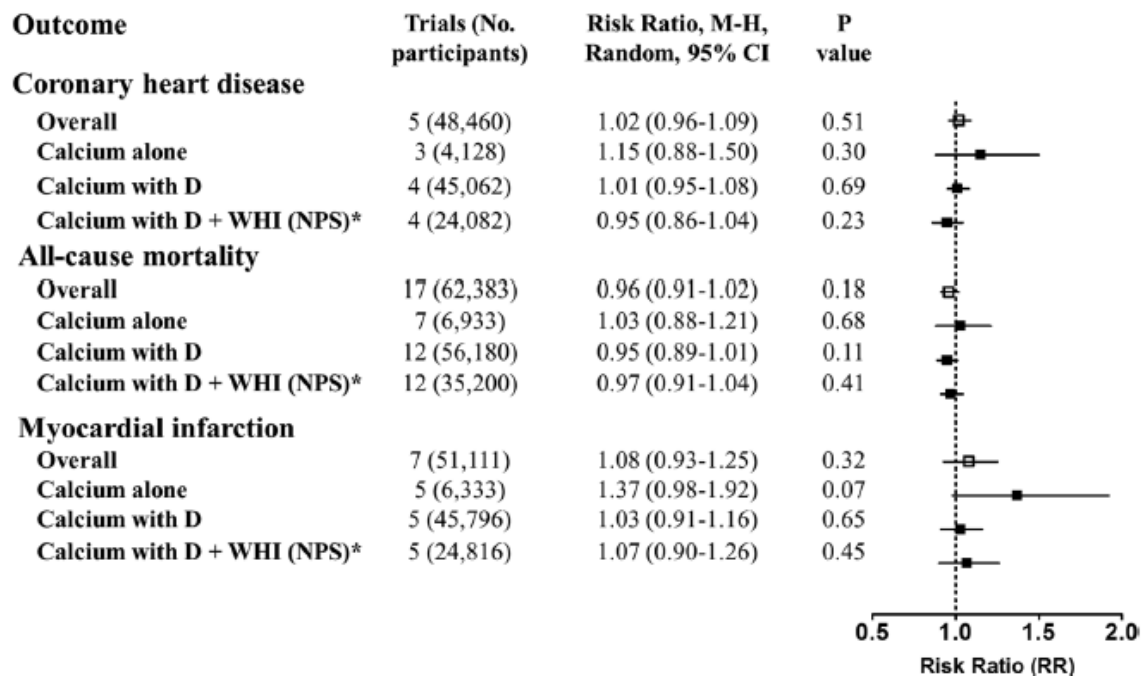 Outcome Trials (No. participants) Risk Ratio, M-H, Random, 95% CI P value
Coronary heart disease
Overall 5 (48,460) 1.02 (0.96-1.09) 0.51
Calcium alone 3 (4,128) 1.15 (0.88-1.50) 0.30
Calcium with D 4 (45,062) 1.01 (0.95-1.08) 0.69
Calcium with D + WHI (NPS)* 4 (24,082) 0.95 (0.86-1.04) 0.23
All-cause mortality
Overall 17 (62,383) 0.96 (0.91-1.02) 0.18
Calcium alone 7 (6,933) 1.03 (0.88-1.21) 0.68
Calcium with D 12 (56,180) 0.95 (0.89-1.01) 0.11
Calcium with D + WHI (NPS)* 12 (35,200) 0.97 (0.91-1.04) 0.41
Myocardial infarction
Overall 7 (51,111) 1.08 (0.93-1.25) 0.32
Calcium alone 5 (6,333) 1.37 (0.98-1.92) 0.07
Calcium with D 5 (45,796) 1.03 (0.91-1.16) 0.65
Calcium with D + WHI (NPS)* 5 (24,816) 1.07 (0.90-1.26) 0.45
0.5 1.0 1.5 2.0
Risk Ratio (RR)